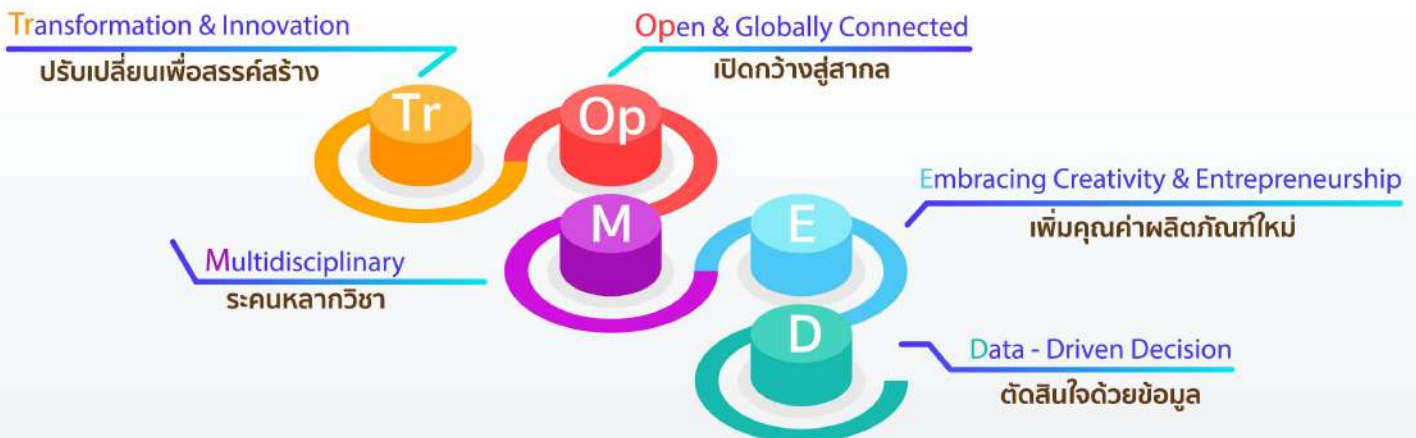 Transformation & Innovation
ปรับเปลี่ยนเพื่อสรรค์สร้าง
Open & Globally Connected
เปิดกว้างสู่สากล
Tr
Op
Embracing Creativity & Entrepreneurship
เพิ่มคุณค่าผลิตภัณฑ์ใหม่
M
E
Multidisciplinary
ระคนหลากวิชา
D
Data - Driven Decision
ตัดสินใจด้วยข้อมูล